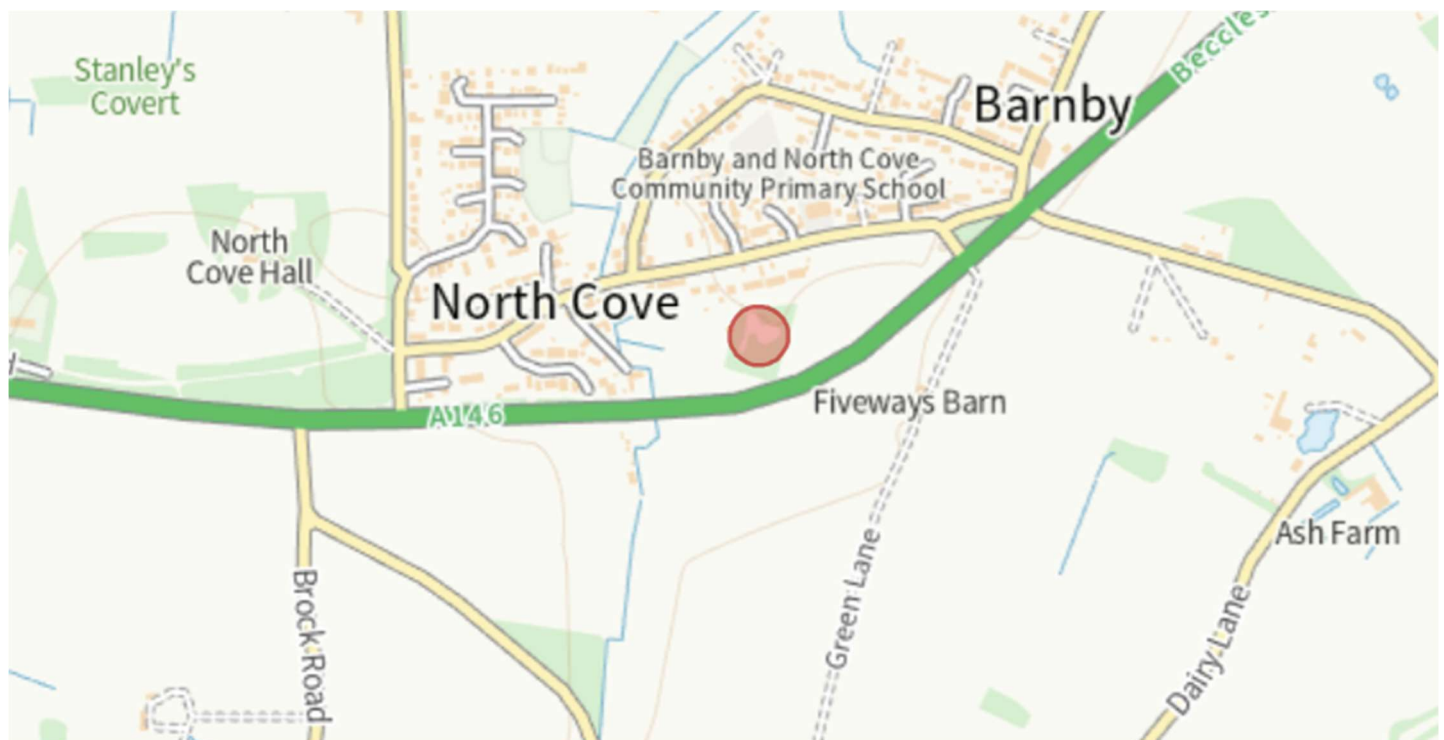 Stanley's
Covert
Beccles
Barnby
Barnby and North Cove
Community Primary School
North
Cove Hall
North Cove
A146
Fiveways Barn
Ash Farm
Green Lane
Brock Road
Dairy Lane